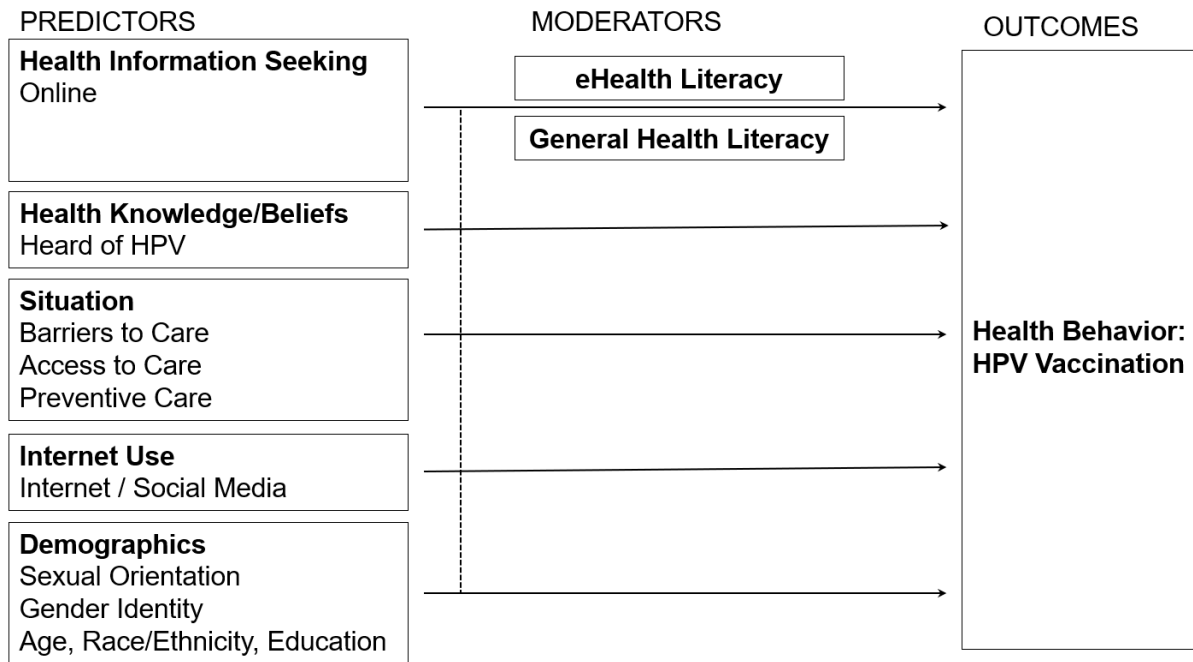 PREDICTORS
MODERATORS
OUTCOMES
Health Information Seeking
Online
eHealth Literacy
General Health Literacy
Health Knowledge/Beliefs
Heard of HPV
Situation
Barriers to Care
Access to Care
Preventive Care
Internet Use
Internet / Social Media
Demographics
Sexual Orientation
Gender Identity
Age, Race/Ethnicity, Education
Health Behavior:
HPV Vaccination